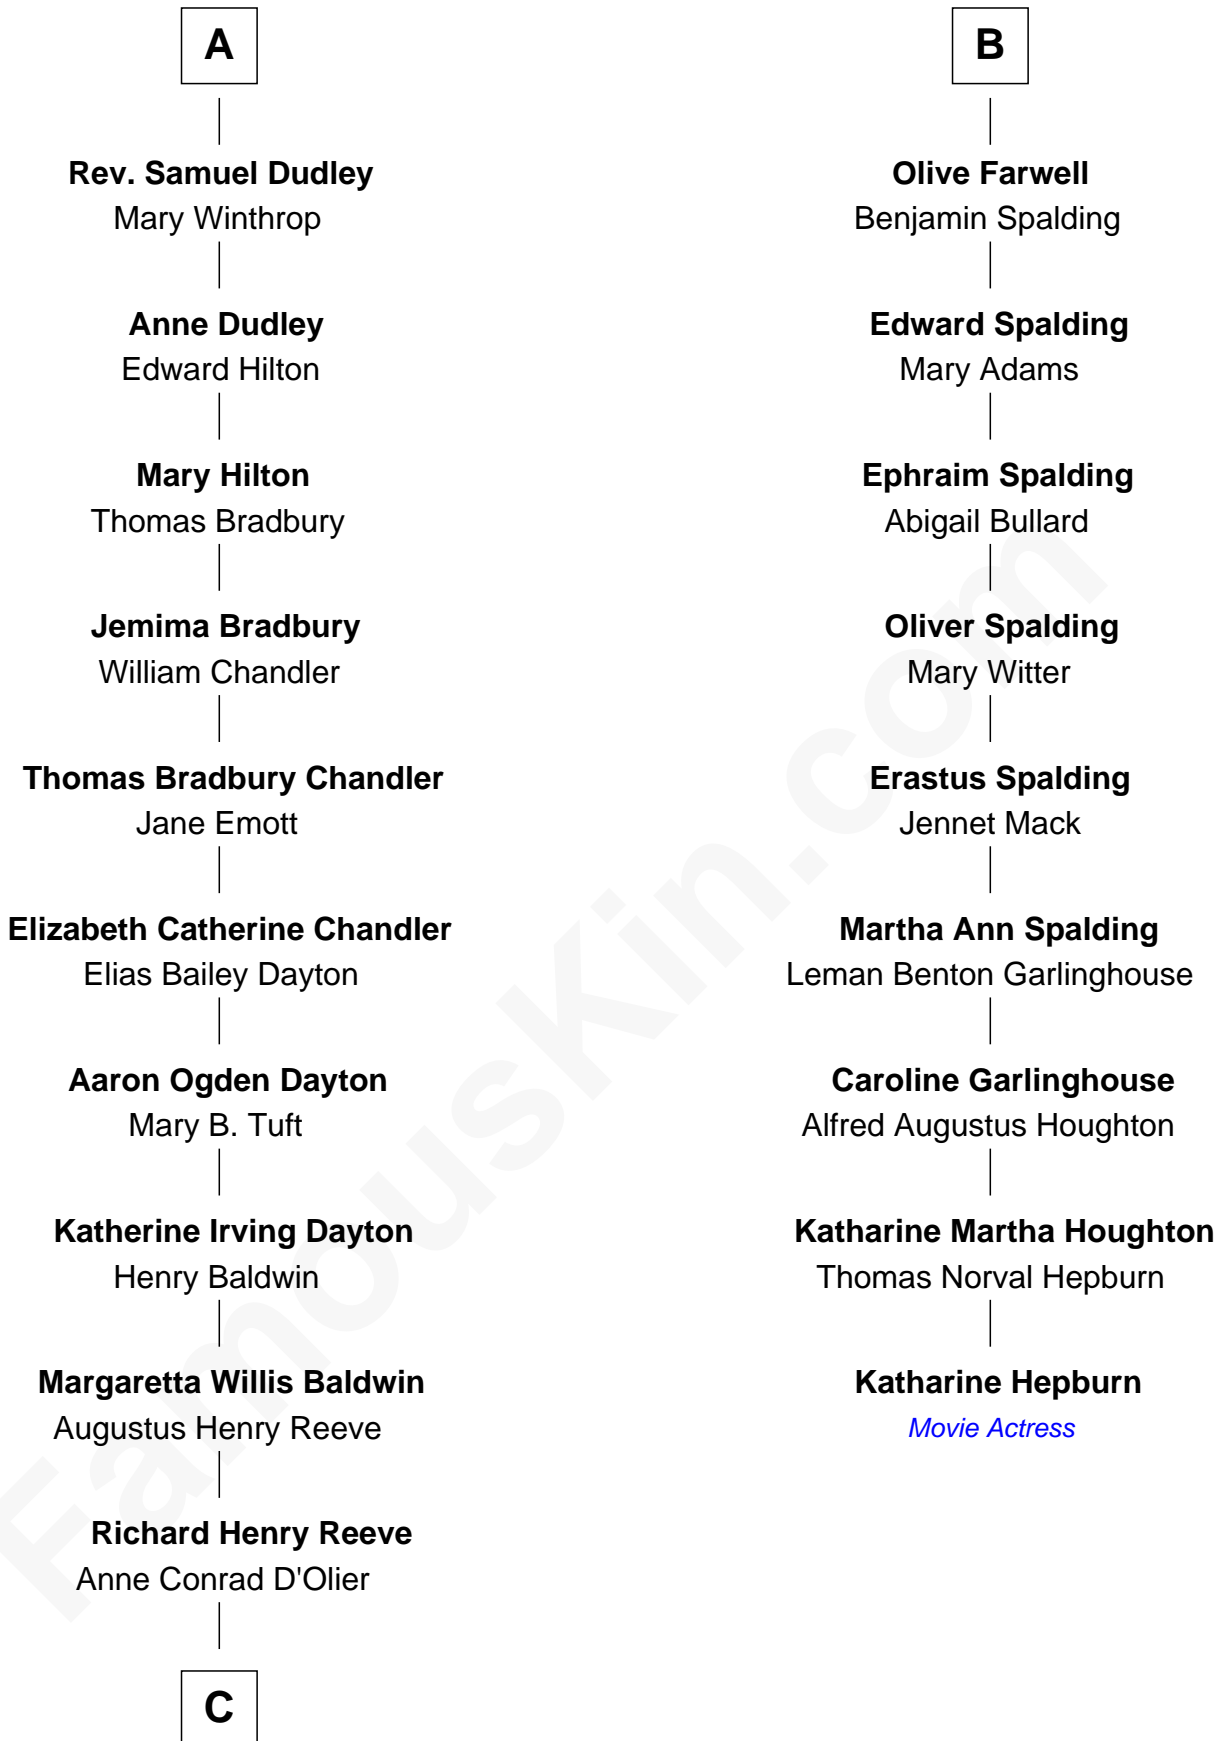 A
Rev. Samuel Dudley
Mary Winthrop
Anne Dudley
Edward Hilton
Mary Hilton
Thomas Bradbury
Jemima Bradbury
William Chandler
Thomas Bradbury Chandler
Jane Emott
Elizabeth Catherine Chandler
Elias Bailey Dayton
Aaron Ogden Dayton
Mary B. Tuft
Katherine Irving Dayton
Henry Baldwin
Margaretta Willis Baldwin
Augustus Henry Reeve
Richard Henry Reeve
Anne Conrad D'Olier
C
B
Olive Farwell
Benjamin Spalding
Edward Spalding
Mary Adams
Ephraim Spalding
Abigail Bullard
Oliver Spalding
Mary Witter
Erastus Spalding
Jennet Mack
Martha Ann Spalding
Leman Benton Garlinghouse
Caroline Garlinghouse
Alfred Augustus Houghton
Katharine Martha Houghton
Thomas Norval Hepburn
Katharine Hepburn
Movie Actress
FamousKin.com